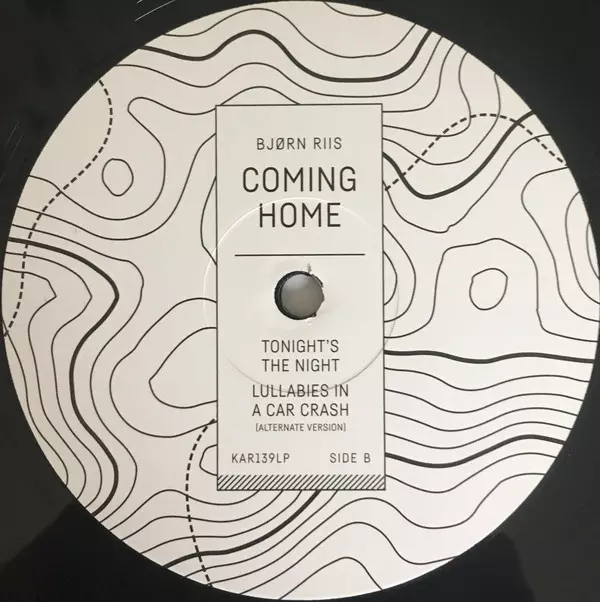 BJØRN RIIS
COMING
HOME
TONIGHT'S
THE NIGHT
LULLABIES IN
A CAR CRASH
(ALTERNATE VERSION)
KAR139LP SIDE B